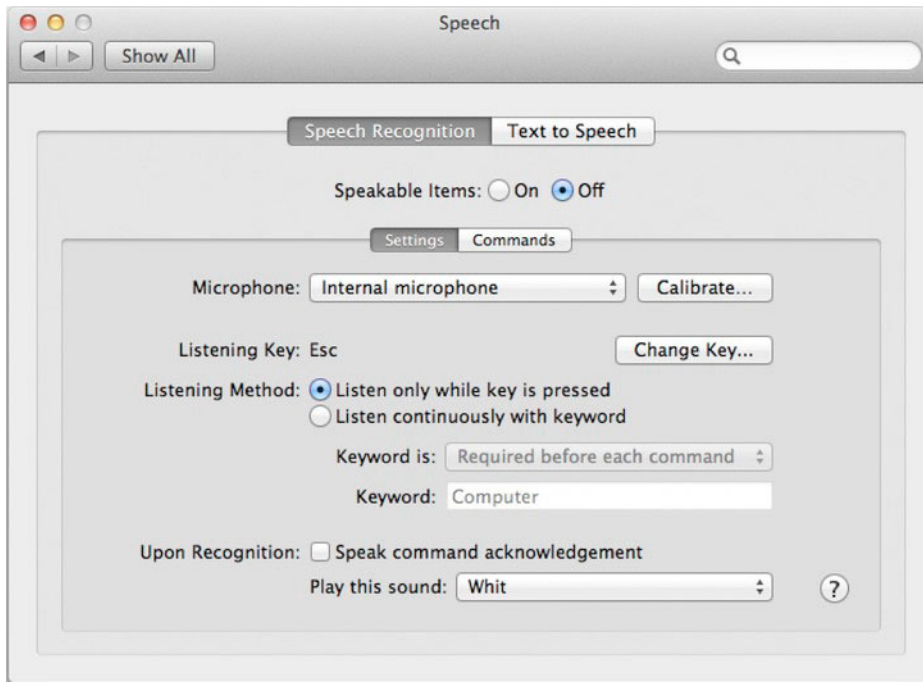 Speech
Show All
Speech Recognition Text to Speech
Speakable Items: On Off
Settings Commands
Microphone: Internal microphone Calibrate...
Listening Key: Esc Change Key...
Listening Method: Listen only while key is pressed
Listen continuously with keyword
Keyword is: Required before each command
Keyword: Computer
Upon Recognition: Speak command acknowledgement
Play this sound: Whit ?